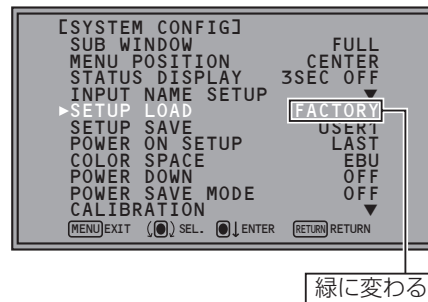 [SYSTEM CONFIG]
SUB WINDOW FULL
MENU POSITION CENTER
STATUS DISPLAY 3SEC OFF
INPUT NAME SETUP ▼
▶SETUP LOAD FACTORY
SETUP SAVE USER1
POWER ON SETUP LAST
COLOR SPACE EBU
POWER DOWN OFF
POWER SAVE MODE OFF
CALIBRATION ▼
MENU EXIT SEL. ENTER RETURN RETURN
緑に変わる